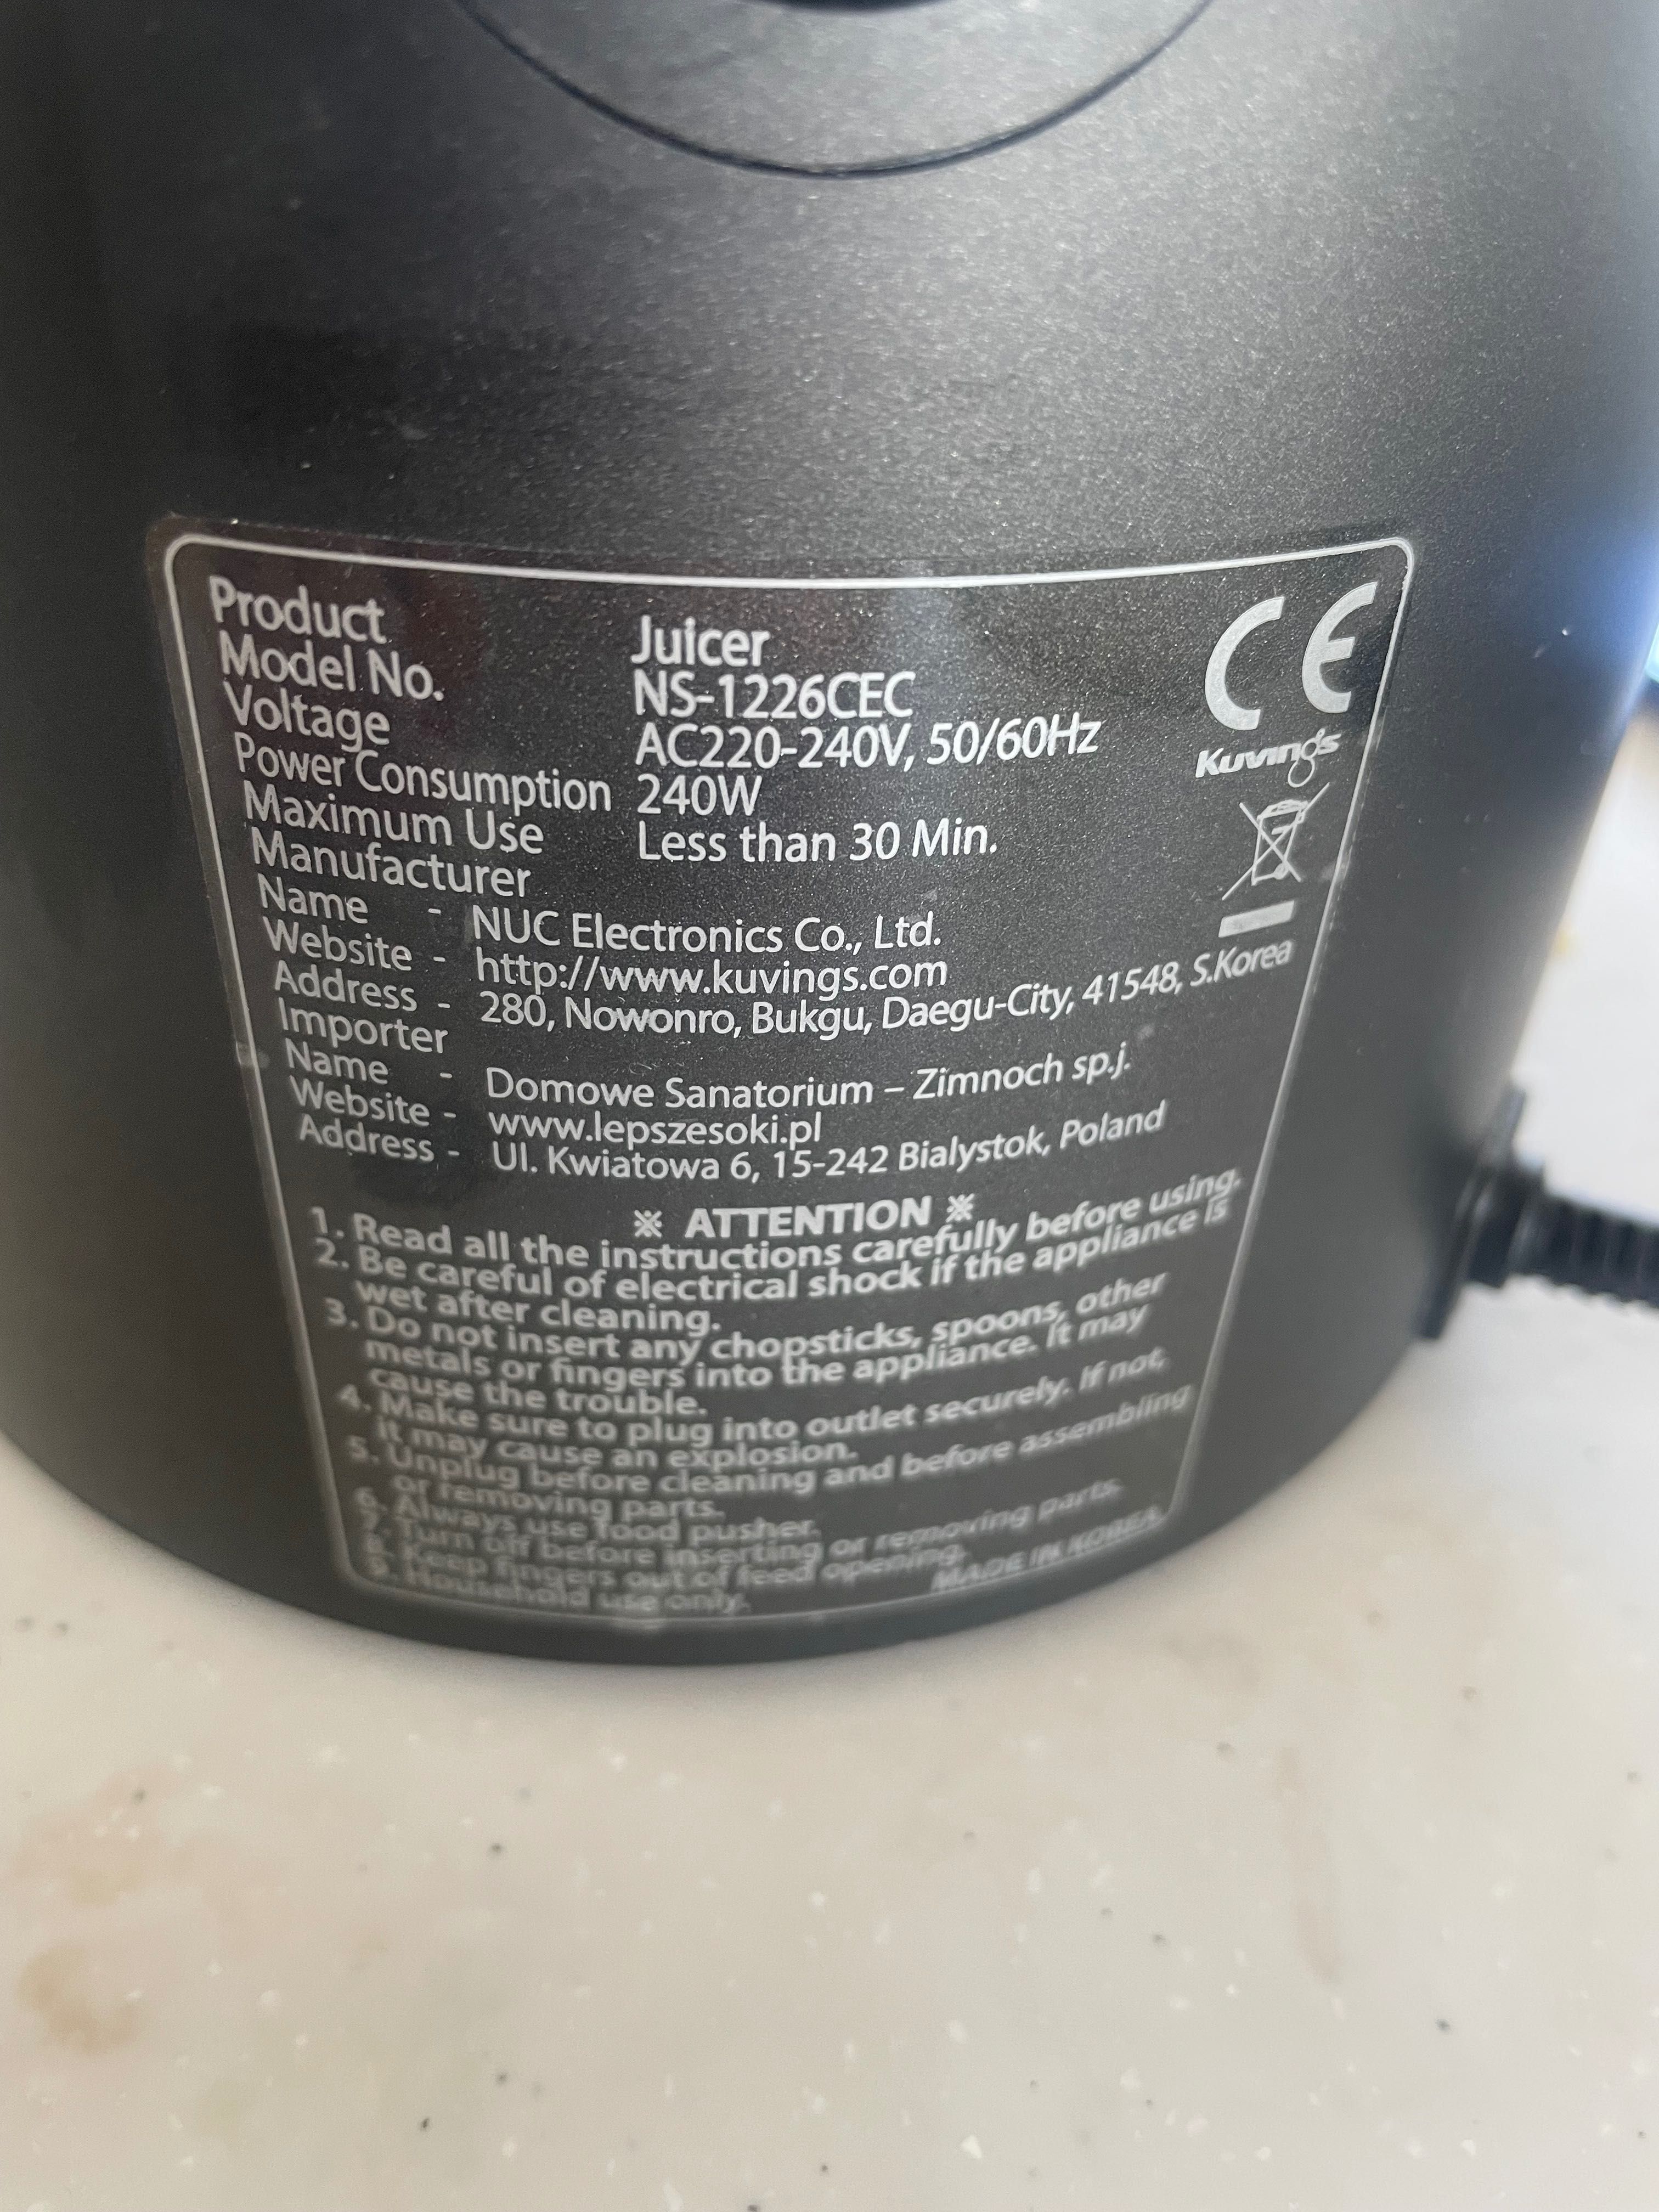 Product Juicer
Model No. NS-1226CEC
Voltage AC220-240V, 50/60Hz
Power Consumption 240W
Maximum Use Less than 30 Min.
Manufacturer
Name - NUC Electronics Co., Ltd.
Website - http://www.kuvings.com
Address - 280, Nowonro, Bukgu, Daegu-City, 41548, S.Korea
Importer
Name - Domowe Sanatorium – Zimnoch sp.j.
Website - www.lepszesoki.pl
Address - Ul. Kwiatowa 6, 15-242 Bialystok, Poland
CE
Kuvings
※ ATTENTION ※
1. Read all the instructions carefully before using.
2. Be careful of electrical shock if the appliance is
wet after cleaning.
3. Do not insert any chopsticks, spoons, other
metals or fingers into the appliance. It may
cause the trouble.
4. Make sure to plug into outlet securely. If not,
it may cause an explosion.
5. Unplug before cleaning and before assembling
or removing parts.
6. Always use food pusher.
7. Turn off before inserting or removing parts.
8. Keep fingers out of feed opening.
9. Household use only.
MADE IN KOREA